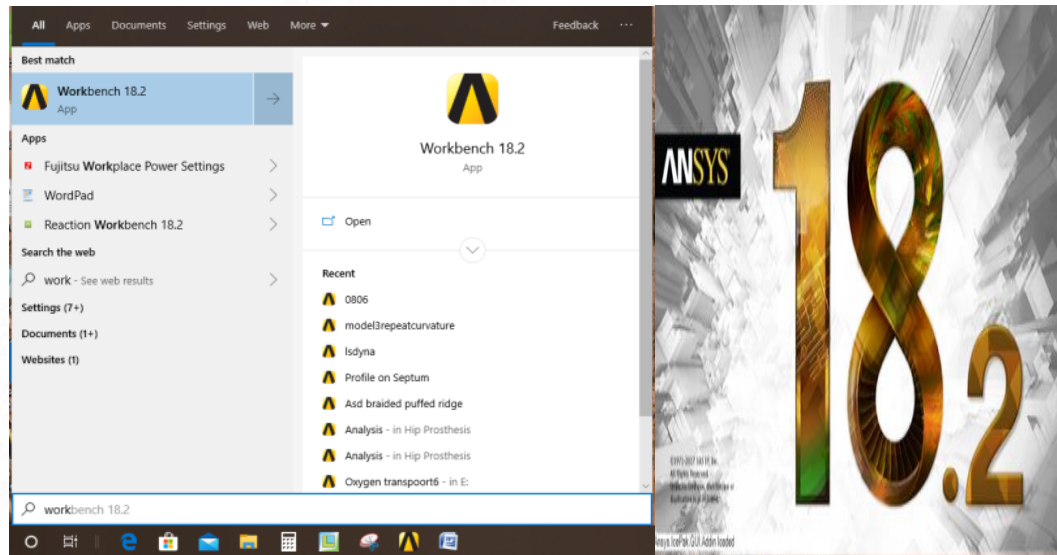 All Apps Documents Settings Web More Feedback ...
Best match
Workbench 18.2
App
Apps
Fujitsu Workplace Power Settings
WordPad
Reaction Workbench 18.2
Search the web
work - See web results
Settings (7+)
Documents (1+)
Websites (1)
Workbench 18.2
App
Open
Recent
0806
model3repeatcurvature
lsdyna
Profile on Septum
Asd braided puffed ridge
Analysis - in Hip Prosthesis
Analysis - in Hip Prosthesis
Oxygen transpoort6 - in E:
workbench 18.2
ANSYS
18.2
All Rights Reserved.
Ansys IcePak GUI Addin loaded